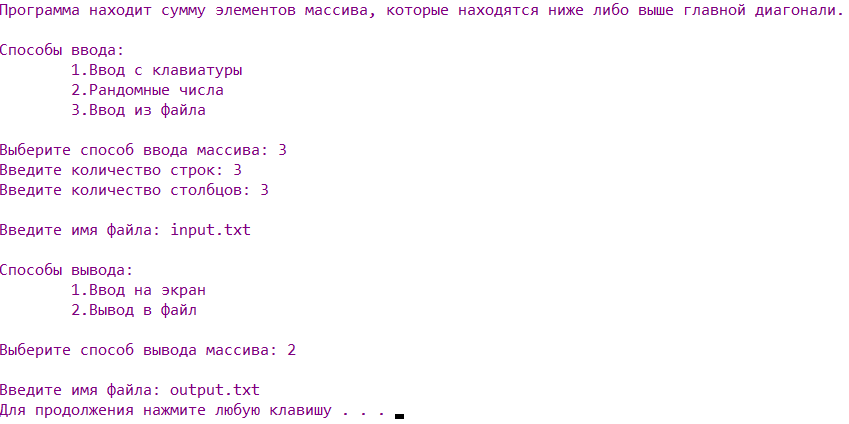 Программа находит сумму элементов массива, которые находятся ниже либо выше главной диагонали.
Способы ввода:
1.Ввод с клавиатуры
2.Рандомные числа
3.Ввод из файла
Выберите способ ввода массива: 3
Введите количество строк: 3
Введите количество столбцов: 3
Введите имя файла: input.txt
Способы вывода:
1.Ввод на экран
2.Вывод в файл
Выберите способ вывода массива: 2
Введите имя файла: output.txt
Для продолжения нажмите любую клавишу . . .